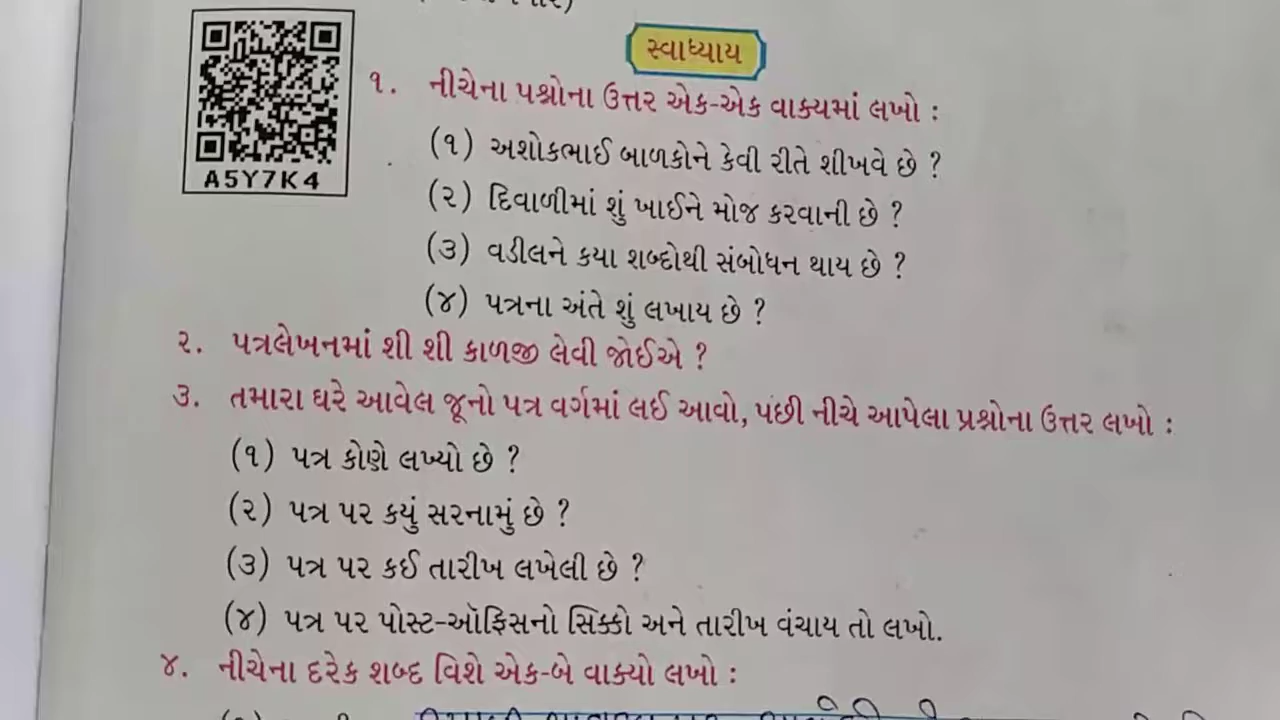 સ્વાધ્યાય
૧. નીચેના પશ્નોના ઉત્તર એક-એક વાક્યમાં લખો :
A5Y7K4
(૧) અશોકભાઈ બાળકોને કેવી રીતે શીખવે છે ?
(૨) દિવાળીમાં શું ખાઈને મોજ કરવાની છે ?
(૩) વડીલને કયા શબ્દોથી સંબોધન થાય છે ?
(૪) પત્રના અંતે શું લખાય છે ?
૨. પત્રલેખનમાં શી શી કાળજી લેવી જોઈએ ?
૩. તમારા ઘરે આવેલ જૂનો પત્ર વર્ગમાં લઈ આવો, પછી નીચે આપેલા પ્રશ્નોના ઉત્તર લખો :
(૧) પત્ર કોણે લખ્યો છે ?
(૨) પત્ર પર કયું સરનામું છે ?
(૩) પત્ર પર કઈ તારીખ લખેલી છે ?
(૪) પત્ર પર પોસ્ટ-ઑફિસનો સિક્કો અને તારીખ વંચાય તો લખો.
૪. નીચેના દરેક શબ્દ વિશે એક-બે વાક્યો લખો :